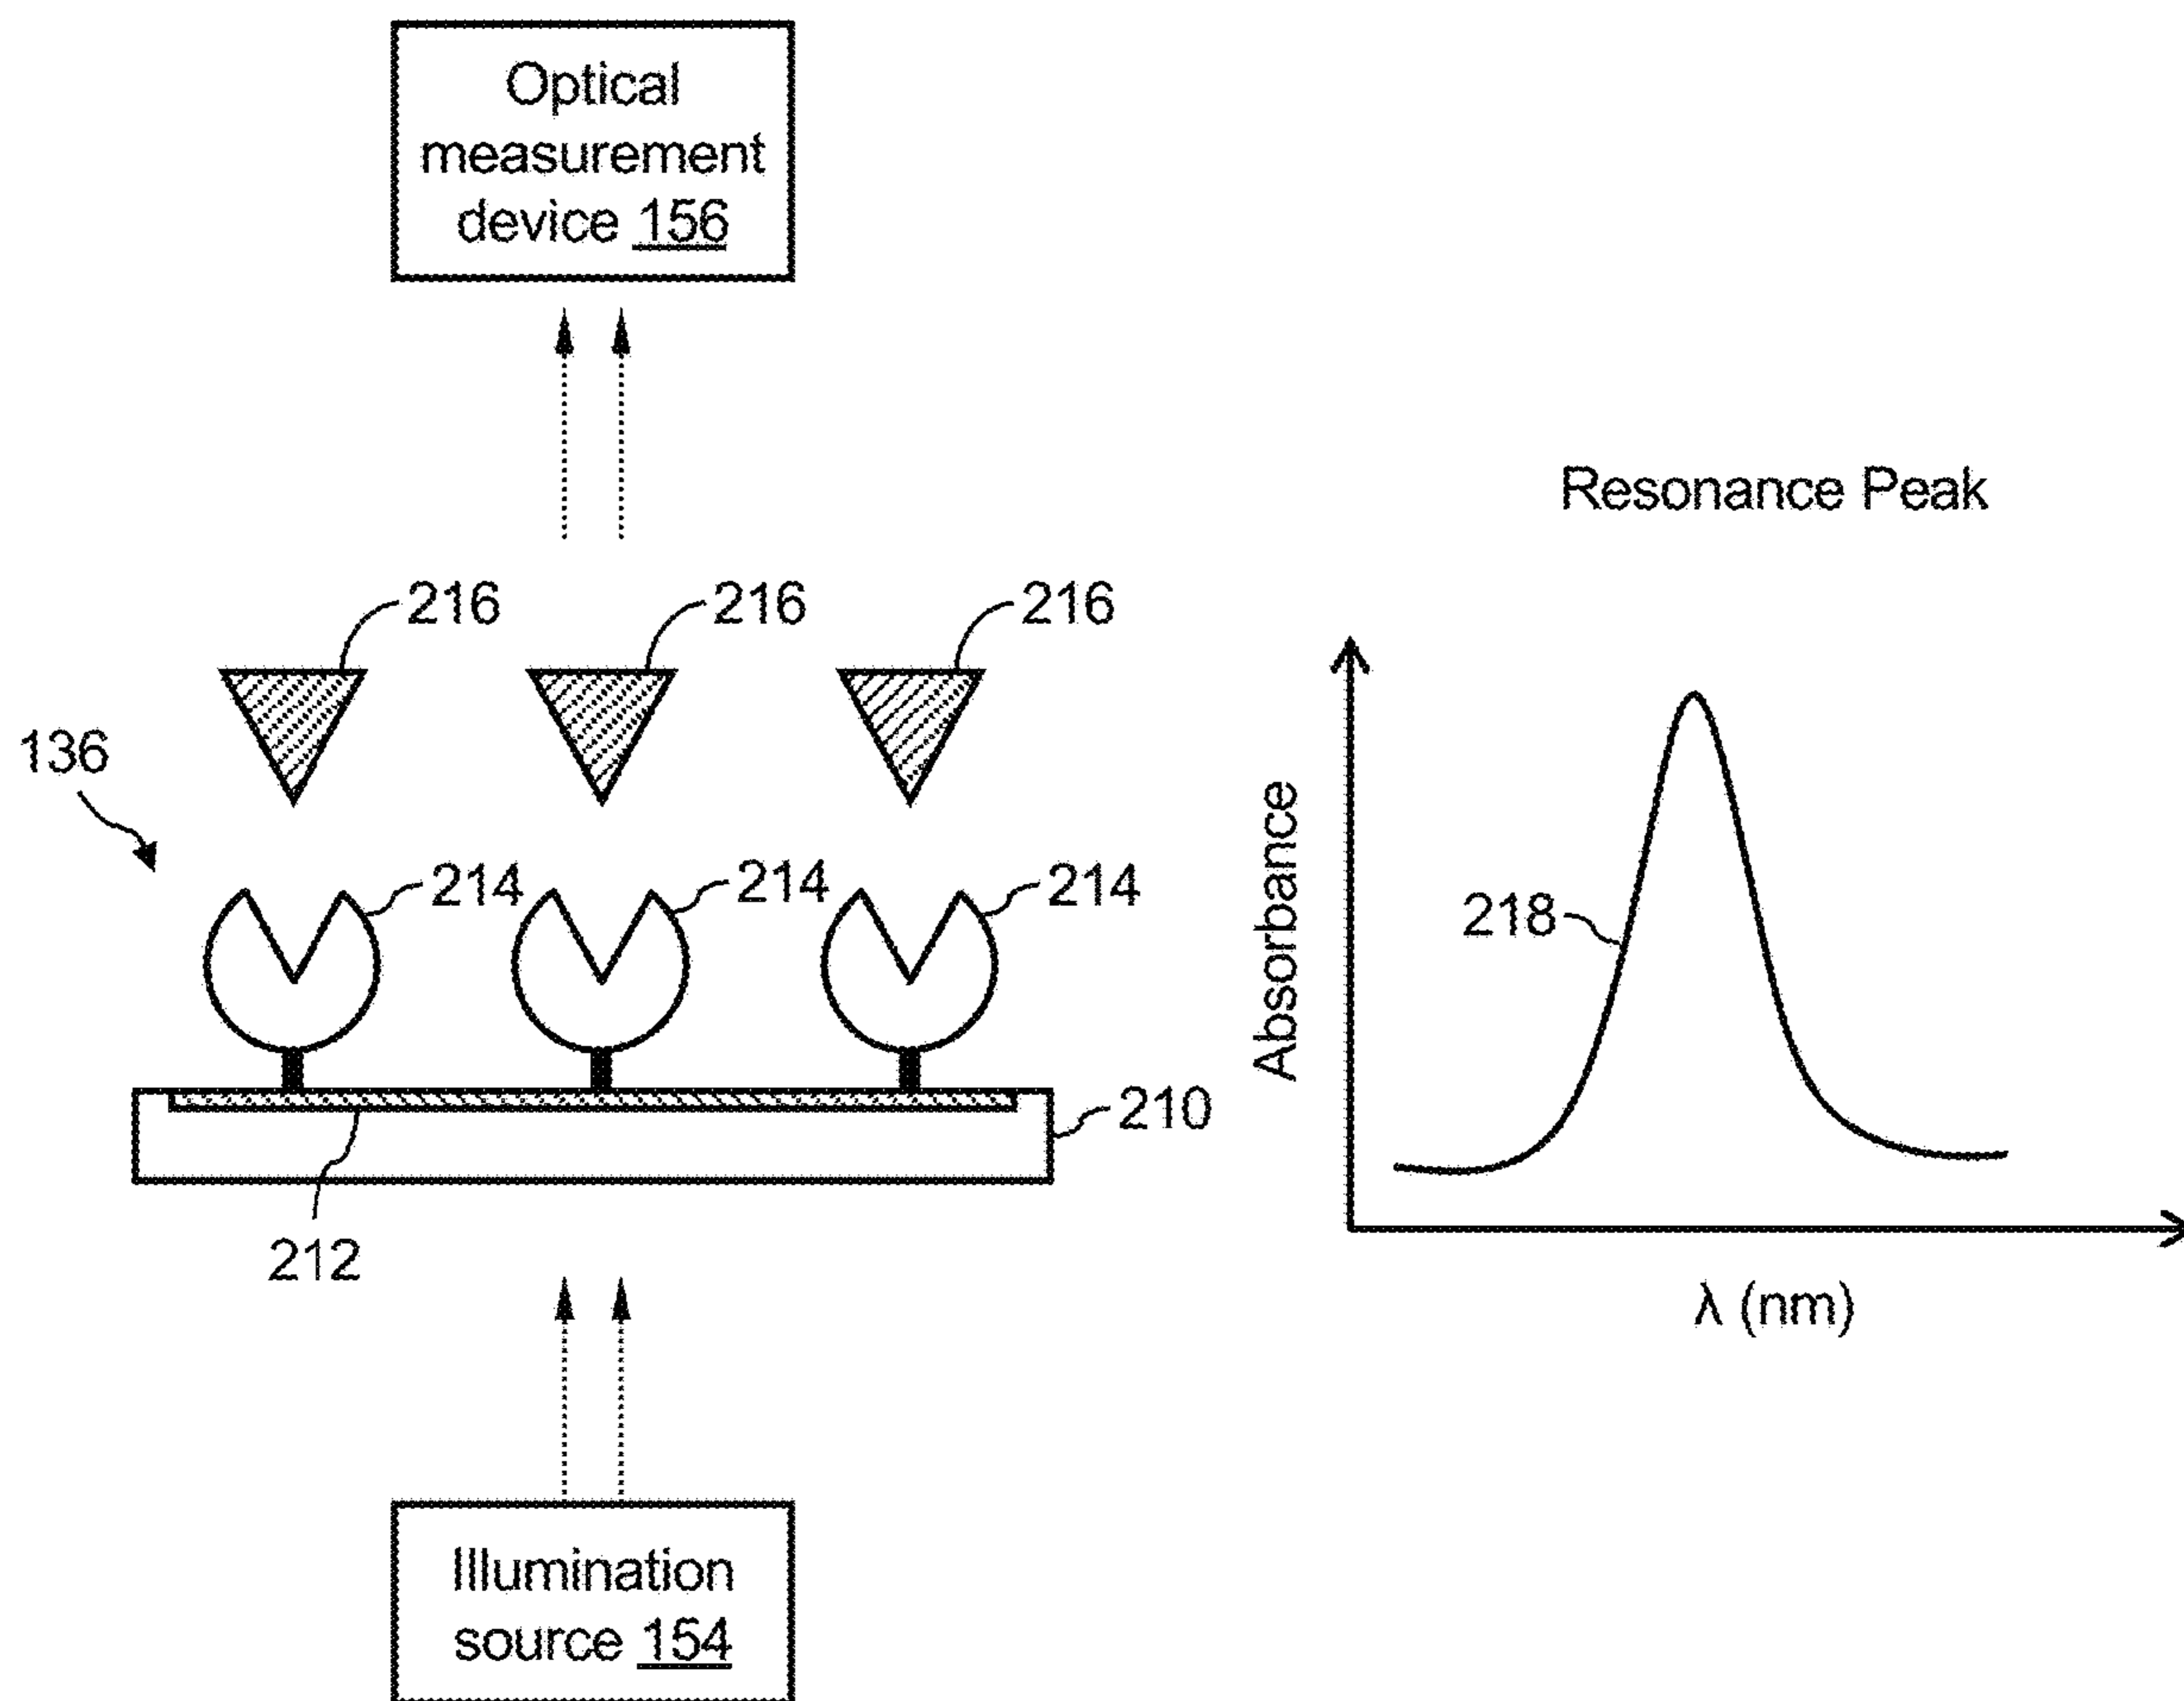 Optical
measurement
device 156
Resonance Peak
216
216
216
136
214
214
214
Absorbance
218
210
212
λ (nm)
Illumination
source 154